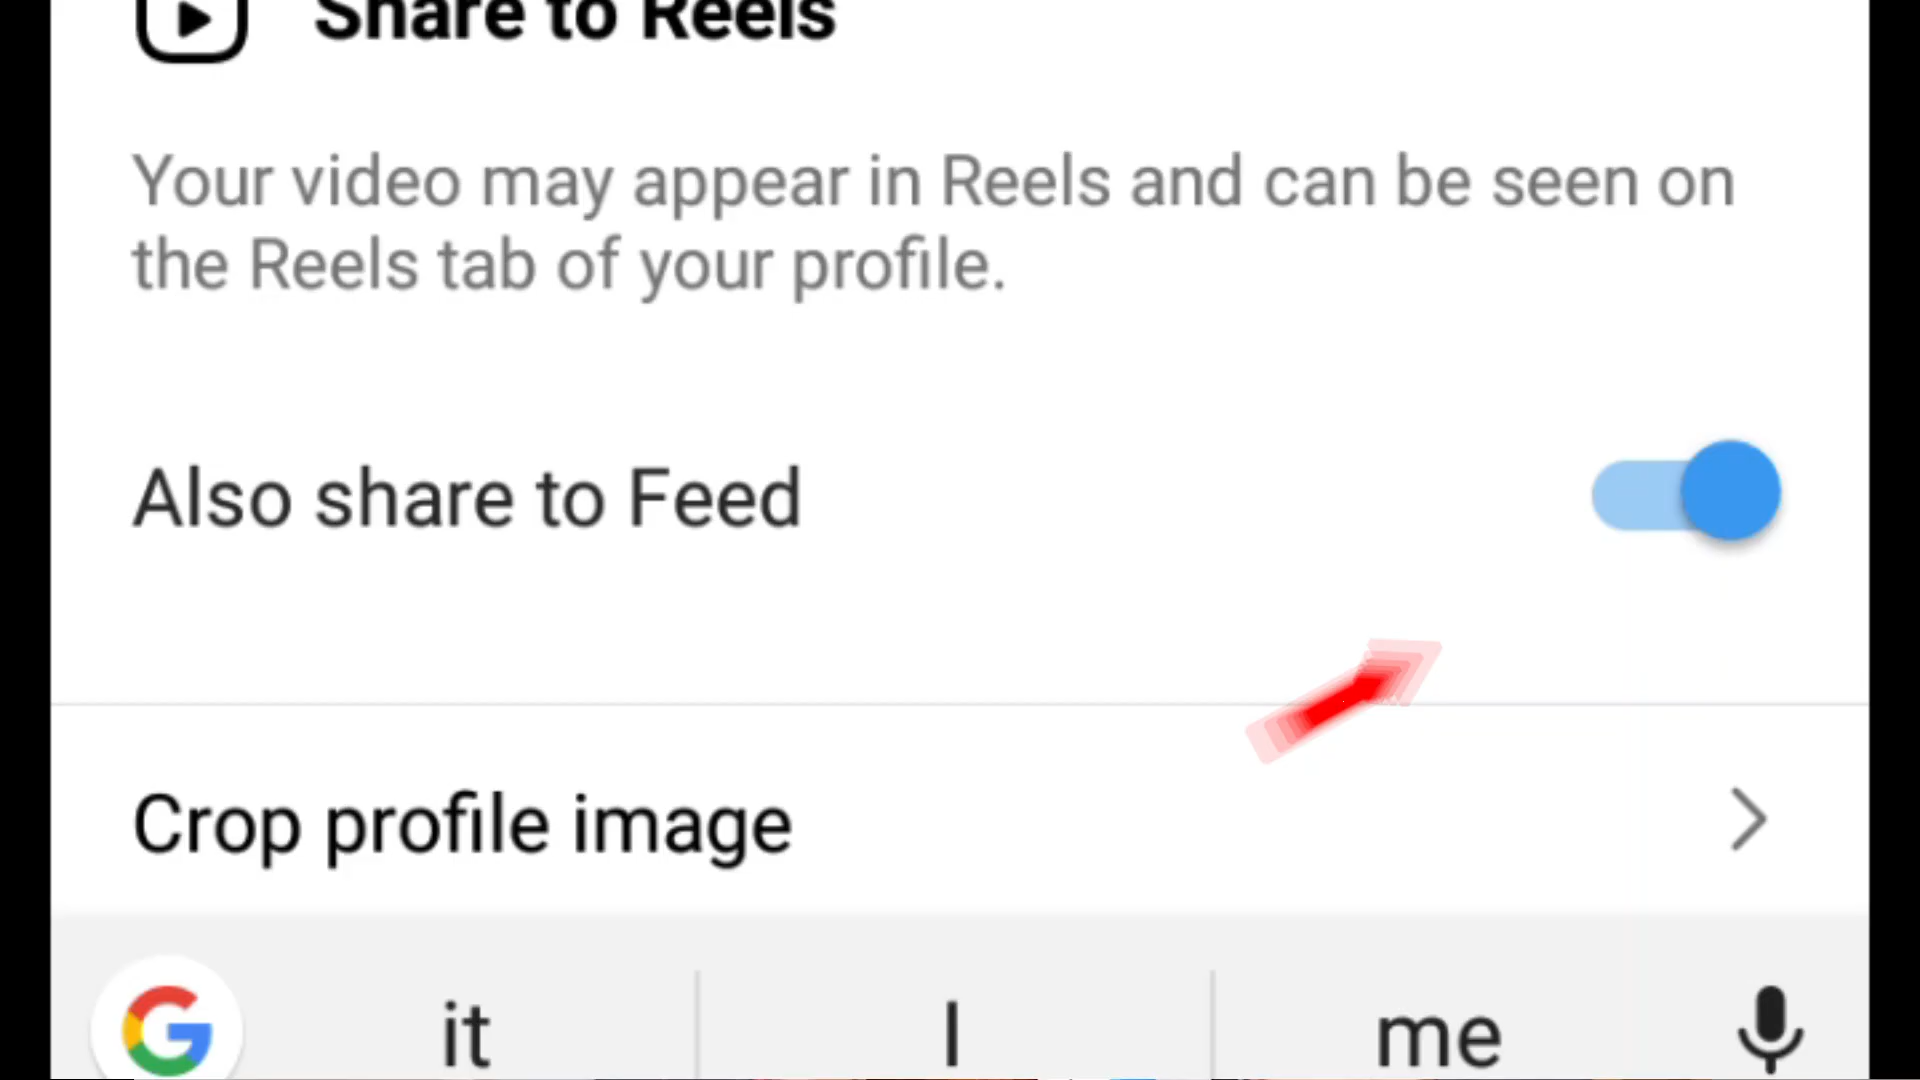 Share to Reels
Your video may appear in Reels and can be seen on
the Reels tab of your profile.
Also share to Feed
Crop profile image
it I me